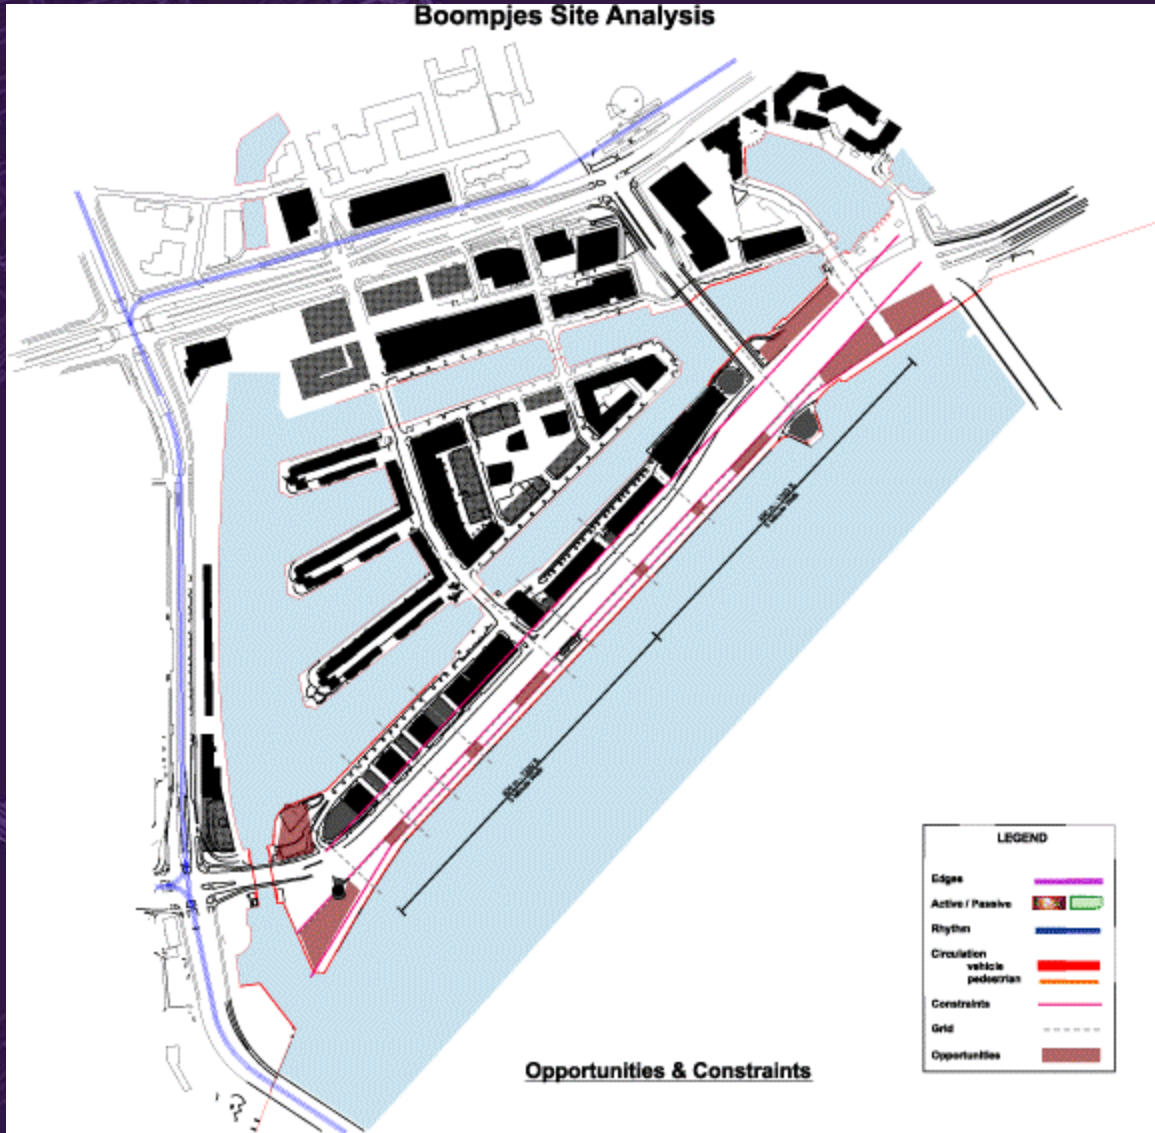 Boompjes Site Analysis
LEGEND
Edges
Active / Passive
Rhythm
Circulation
vehicle
pedestrian
Constraints
Grid
Opportunities
Opportunities & Constraints